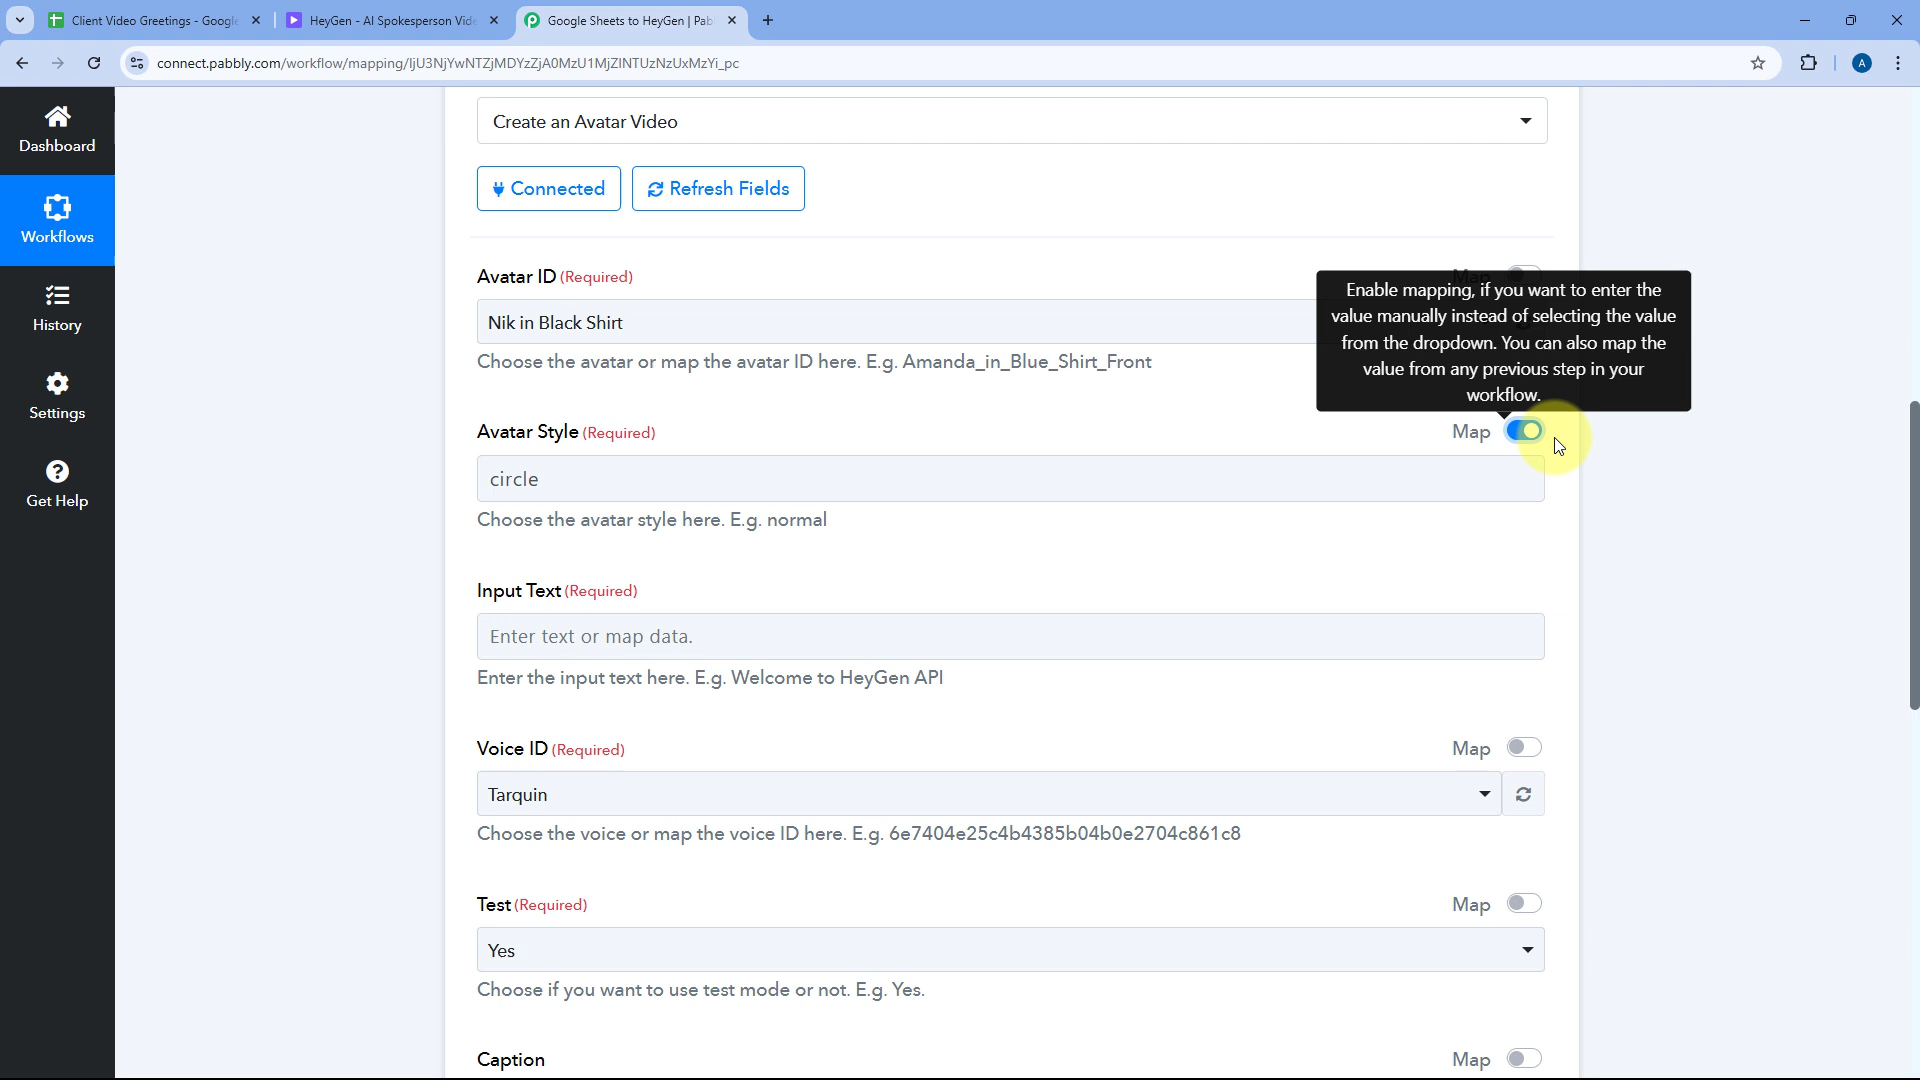 Client Video Greetings - Google
HeyGen - AI Spokesperson Vide
Google Sheets to HeyGen | Pab
connect.pabbly.com/workflow/mapping/IjU3NjYwNTZjMDYzZjA0MzU1MjZlNTUzNzUxMzYi_pc
A
Dashboard
Workflows
History
Settings
Get Help
Create an Avatar Video
Connected
Refresh Fields
Avatar ID (Required)
Map
Nik in Black Shirt
Choose the avatar or map the avatar ID here. E.g. Amanda_in_Blue_Shirt_Front
Enable mapping, if you want to enter the
value manually instead of selecting the value
from the dropdown. You can also map the
value from any previous step in your
workflow.
Avatar Style (Required)
Map
circle
Choose the avatar style here. E.g. normal
Input Text (Required)
Enter text or map data.
Enter the input text here. E.g. Welcome to HeyGen API
Voice ID (Required)
Map
Tarquin
Choose the voice or map the voice ID here. E.g. 6e7404e25c4b4385b04b0e2704c861c8
Test (Required)
Map
Yes
Choose if you want to use test mode or not. E.g. Yes.
Caption
Map